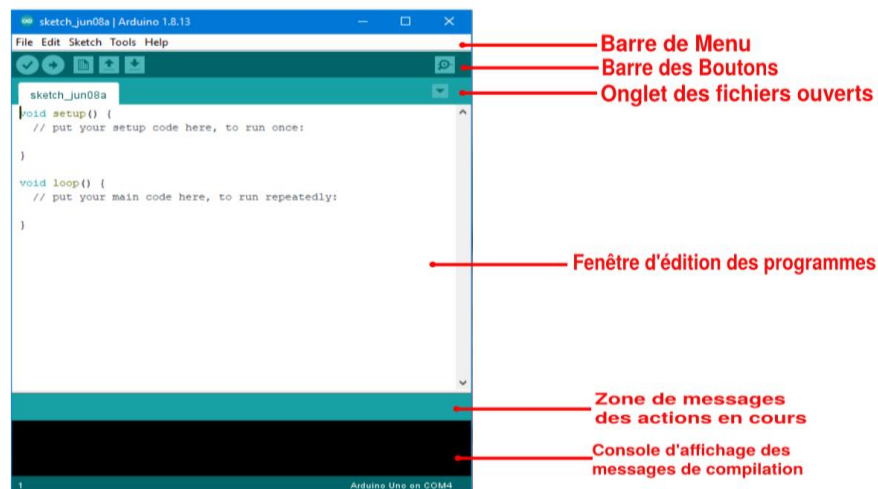 sketch_jun08a | Arduino 1.8.13
File Edit Sketch Tools Help
Barre de Menu
Barre des Boutons
sketch_jun08a
Onglet des fichiers ouverts
void setup() {
// put your setup code here, to run once:
}
void loop() {
// put your main code here, to run repeatedly:
}
Fenêtre d'édition des programmes
Zone de messages
des actions en cours
Console d'affichage des
messages de compilation
1
Arduino Uno on COM4